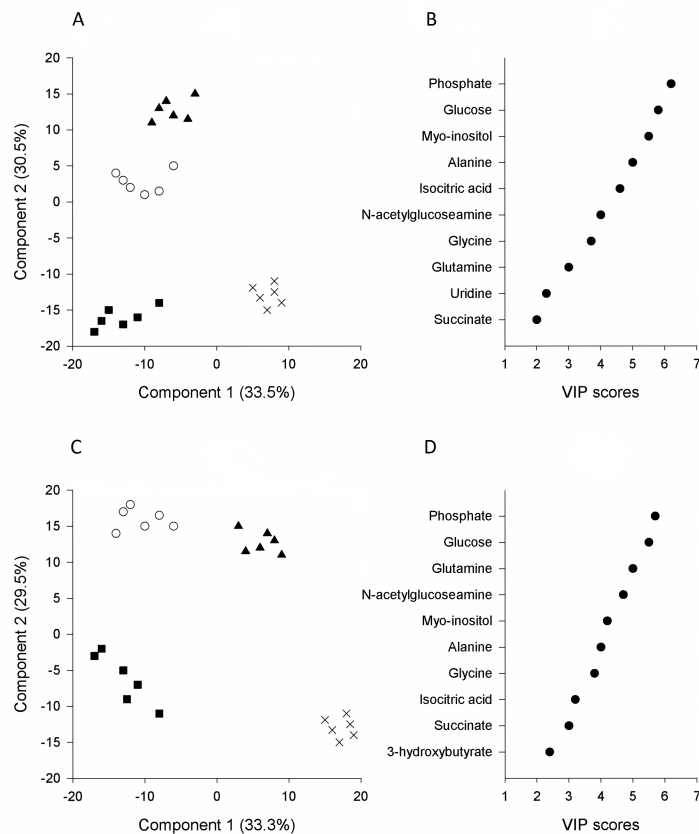 A
B
20
15
10
5
0
-5
-10
-15
-20
Component 2 (30.5%)
-20
-10
0
10
20
Component 1 (33.5%)
Phosphate
Glucose
Myo-inositol
Alanine
Isocitric acid
N-acetylglucoseamine
Glycine
Glutamine
Uridine
Succinate
1 2 3 4 5 6 7
VIP scores
C
D
20
15
10
5
0
-5
-10
-15
-20
Component 2 (29.5%)
-20
-10
0
10
20
Component 1 (33.3%)
Phosphate
Glucose
Glutamine
N-acetylglucoseamine
Myo-inositol
Alanine
Glycine
Isocitric acid
Succinate
3-hydroxybutyrate
1 2 3 4 5 6 7
VIP scores